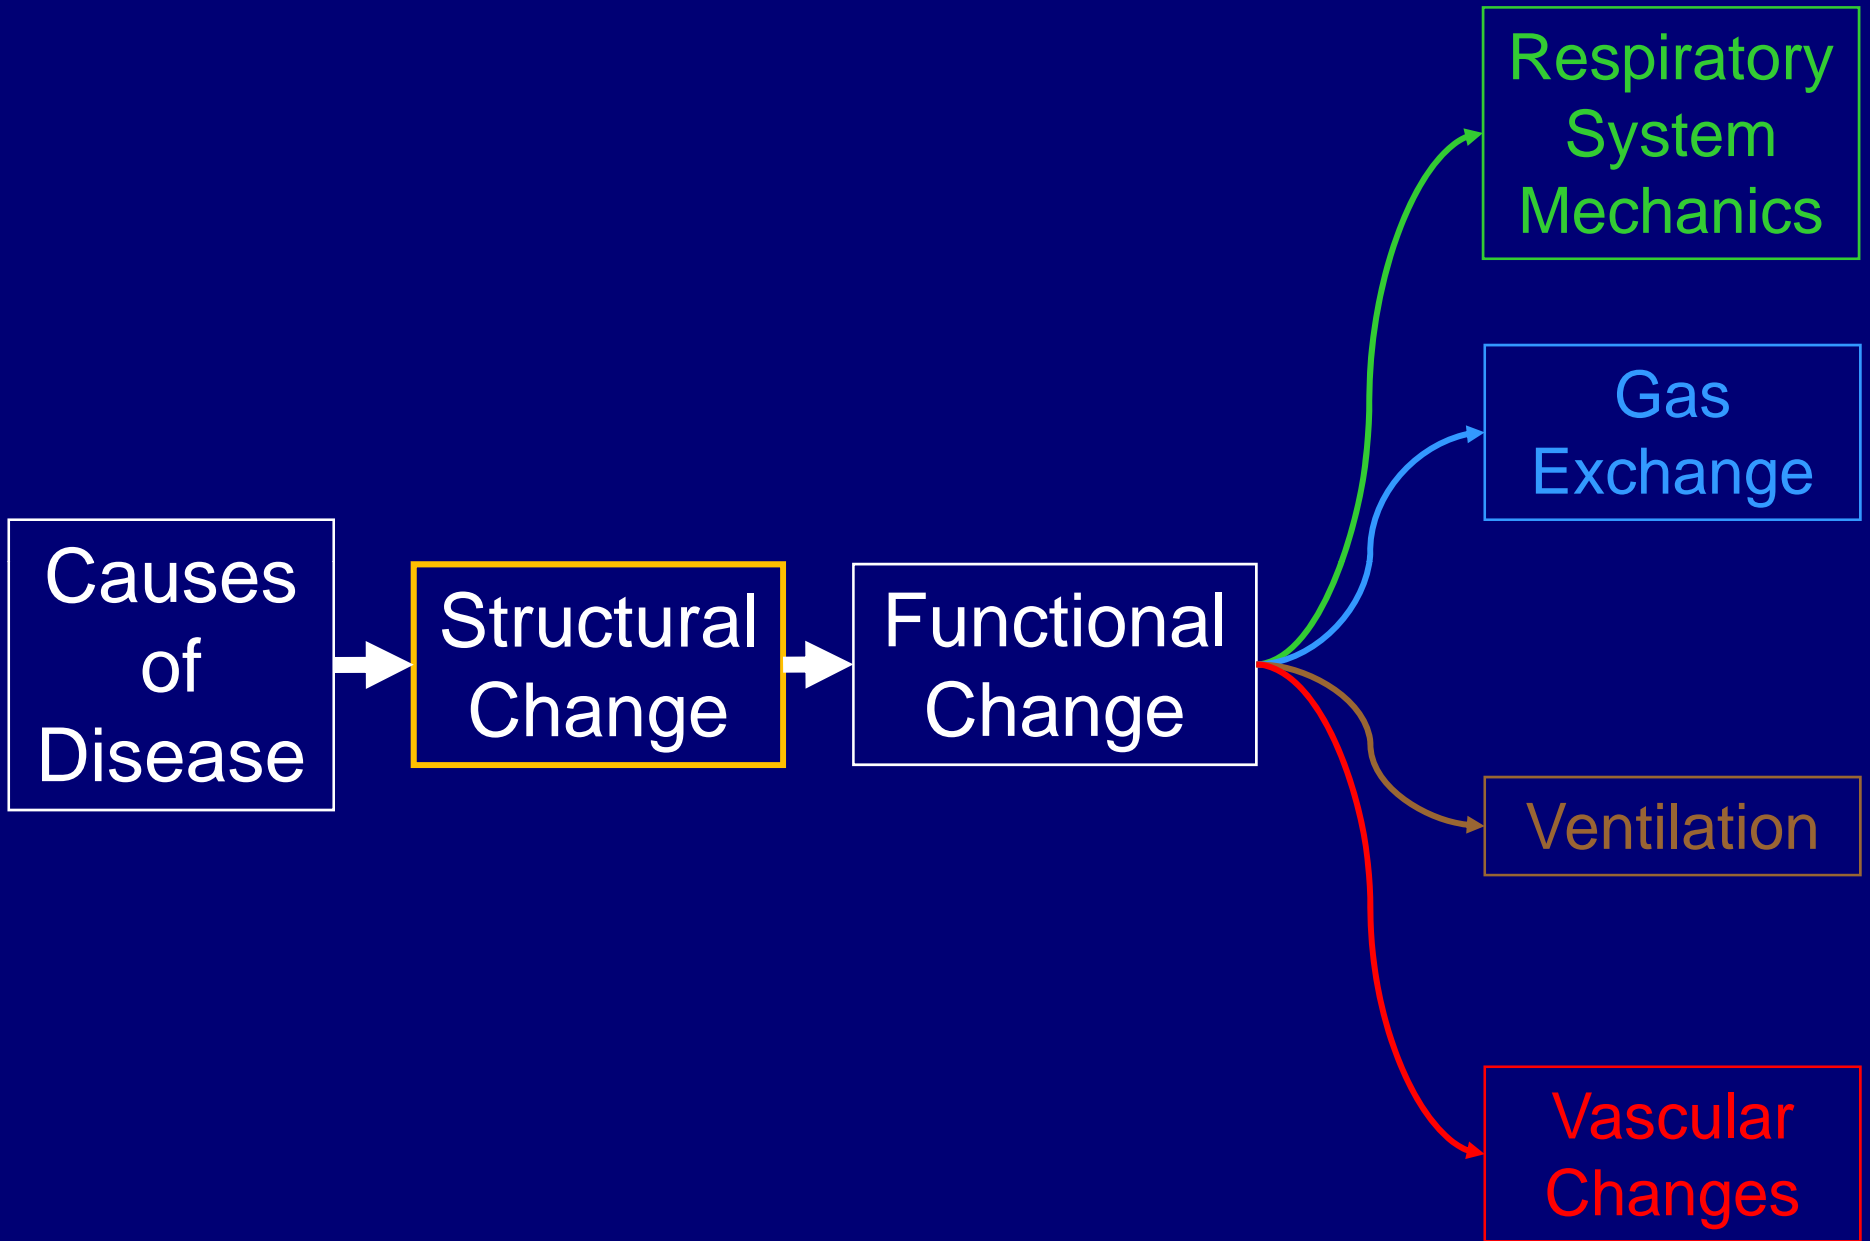 Causes
of
Disease
Structural
Change
Functional
Change
Respiratory
System
Mechanics
Gas
Exchange
Ventilation
Vascular
Changes